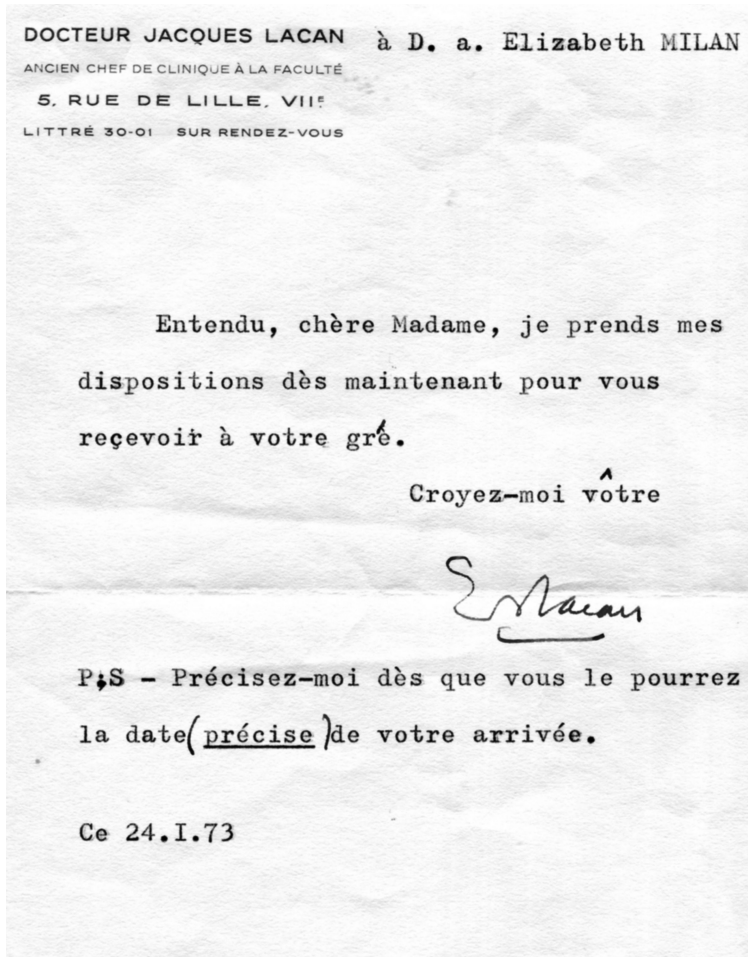 DOCTEUR JACQUES LACAN
ANCIEN CHEF DE CLINIQUE À LA FACULTÉ
5, RUE DE LILLE, VIIE
LITTRÉ 30-01 SUR RENDEZ-VOUS
à D. a. Elizabeth MILAN
Entendu, chère Madame, je prends mes
dispositions dès maintenant pour vous
reçevoir à votre gré.
Croyez-moi vôtre
Lacan
P;S - Précisez-moi dès que vous le pourrez
la date (précise) de votre arrivée.
Ce 24.I.73